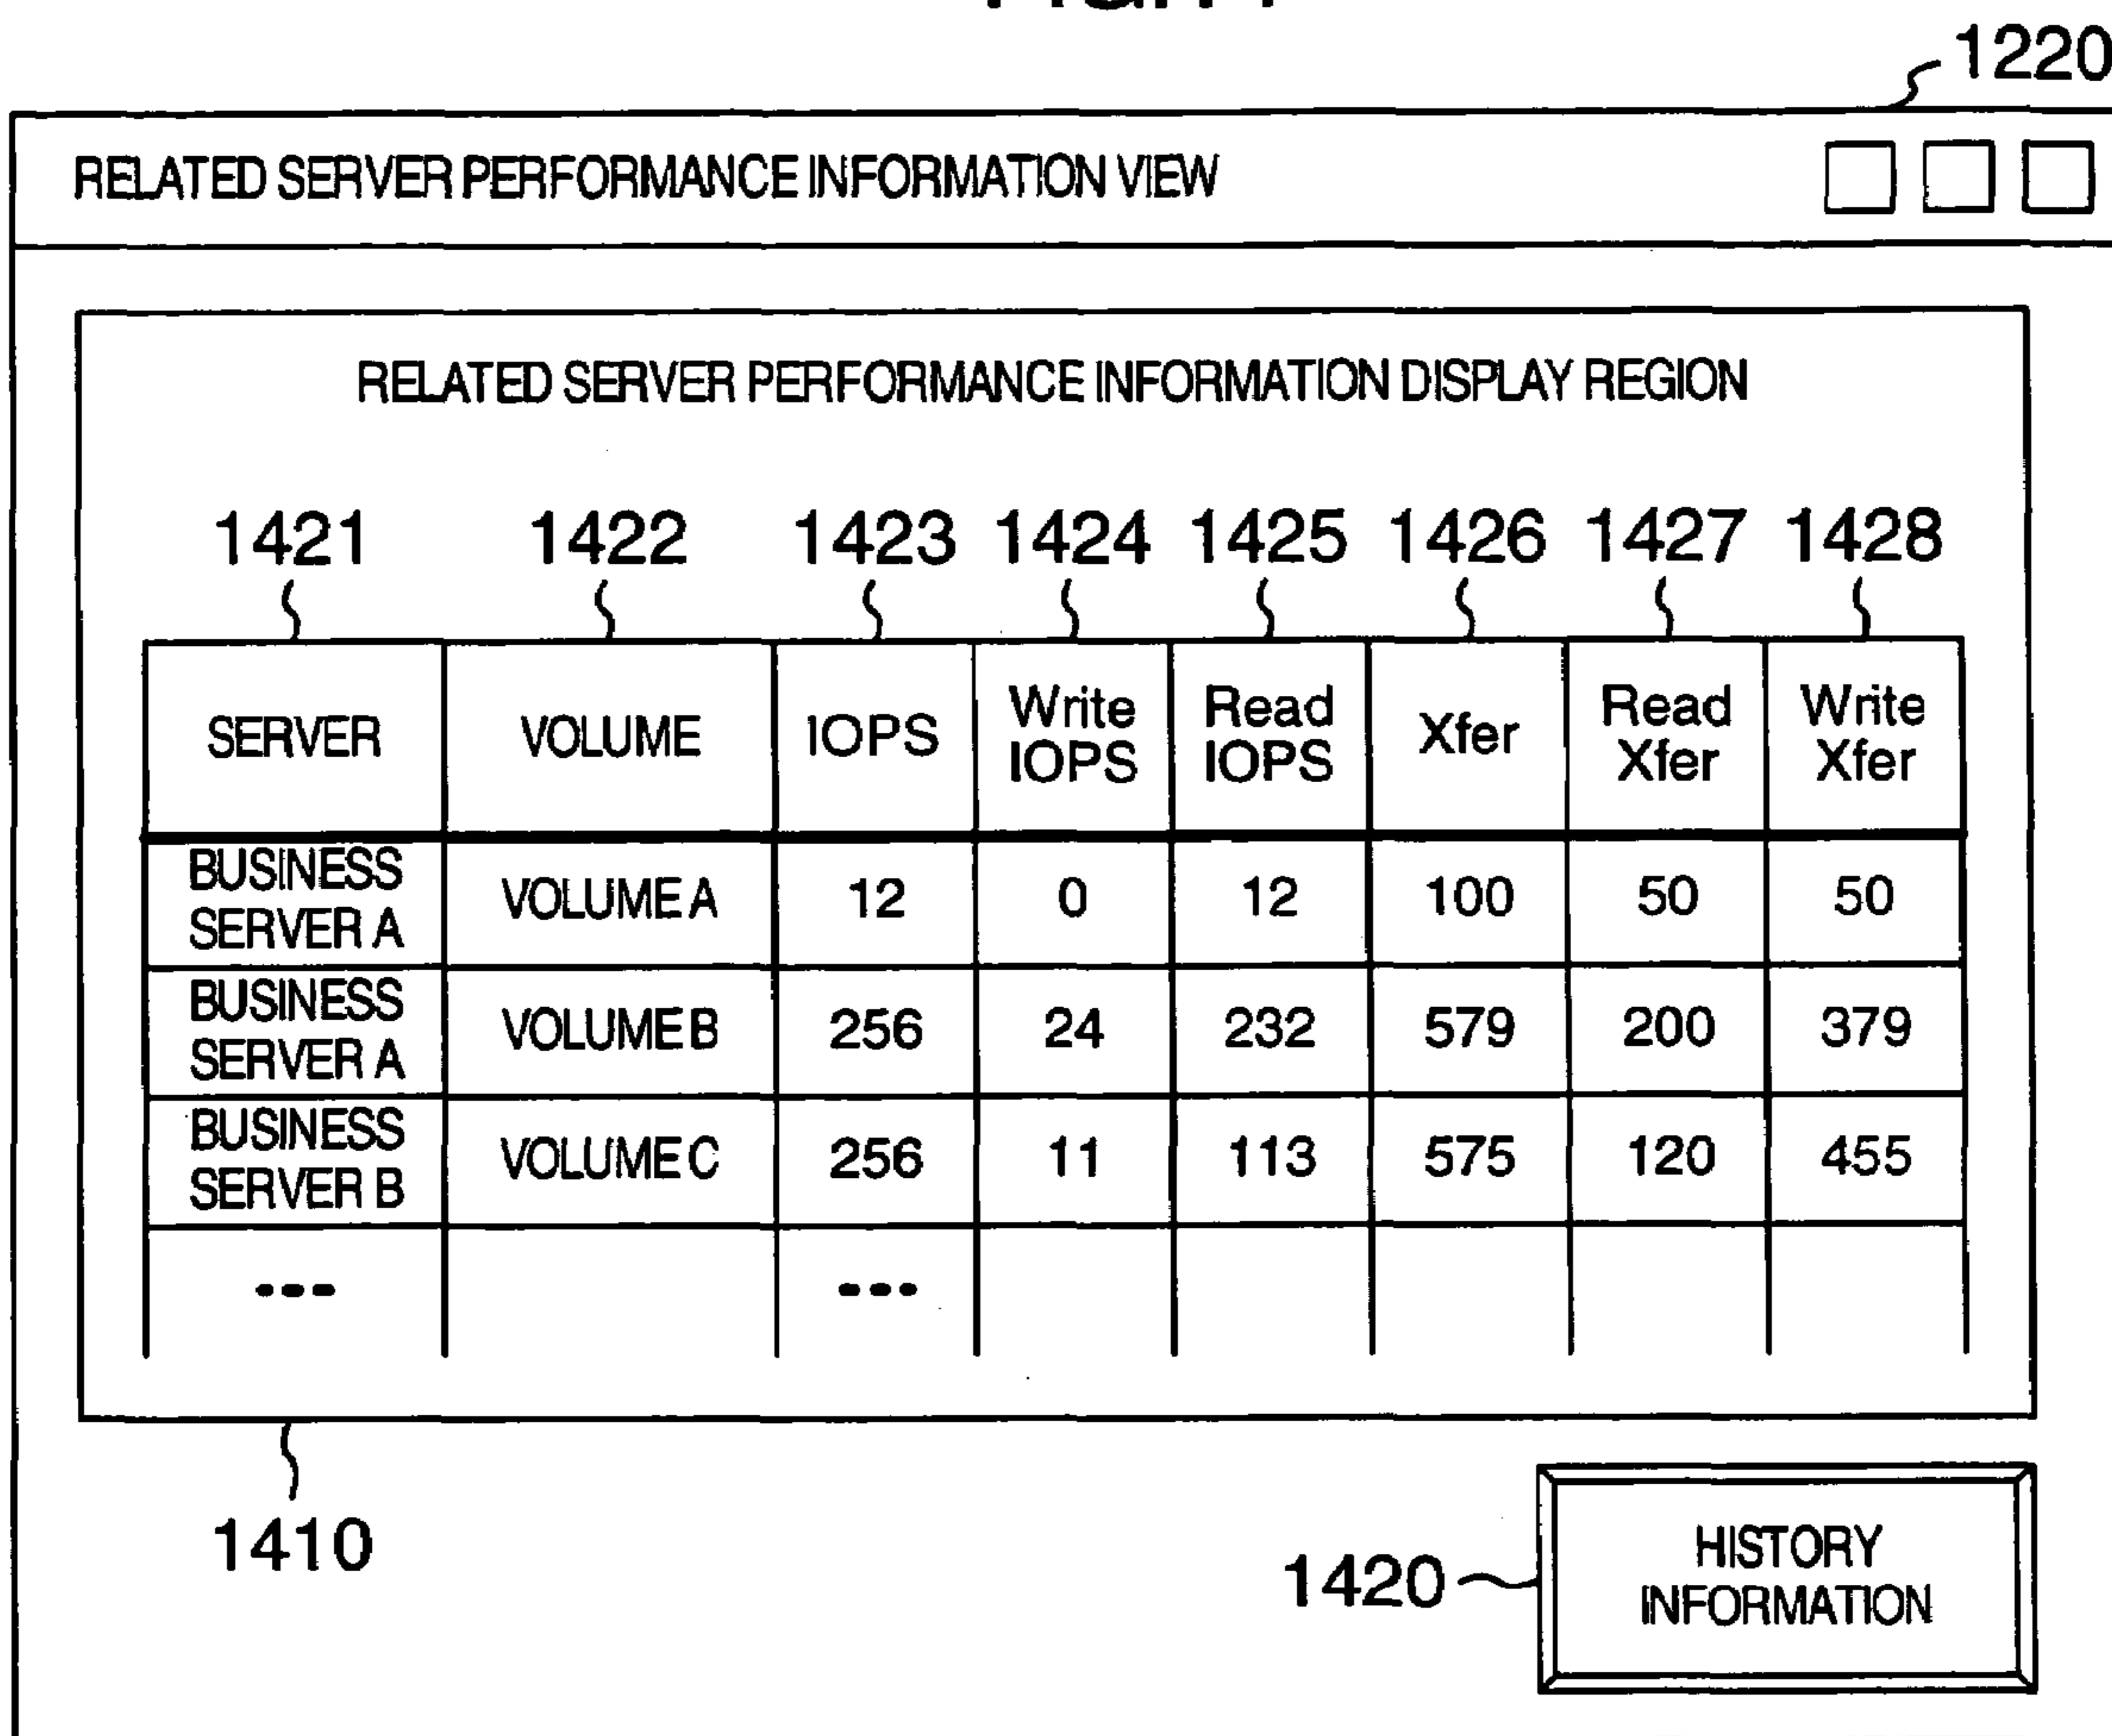 1220
RELATED SERVER PERFORMANCE INFORMATION VIEW
RELATED SERVER PERFORMANCE INFORMATION DISPLAY REGION
1421 1422 1423 1424 1425 1426 1427 1428
SERVER VOLUME IOPS Write IOPS Read IOPS Xfer Read Xfer Write Xfer
BUSINESS SERVER A VOLUME A 12 0 12 100 50 50
BUSINESS SERVER A VOLUME B 256 24 232 579 200 379
BUSINESS SERVER B VOLUME C 256 11 113 575 120 455
--- ---
1410
1420
HISTORY
INFORMATION